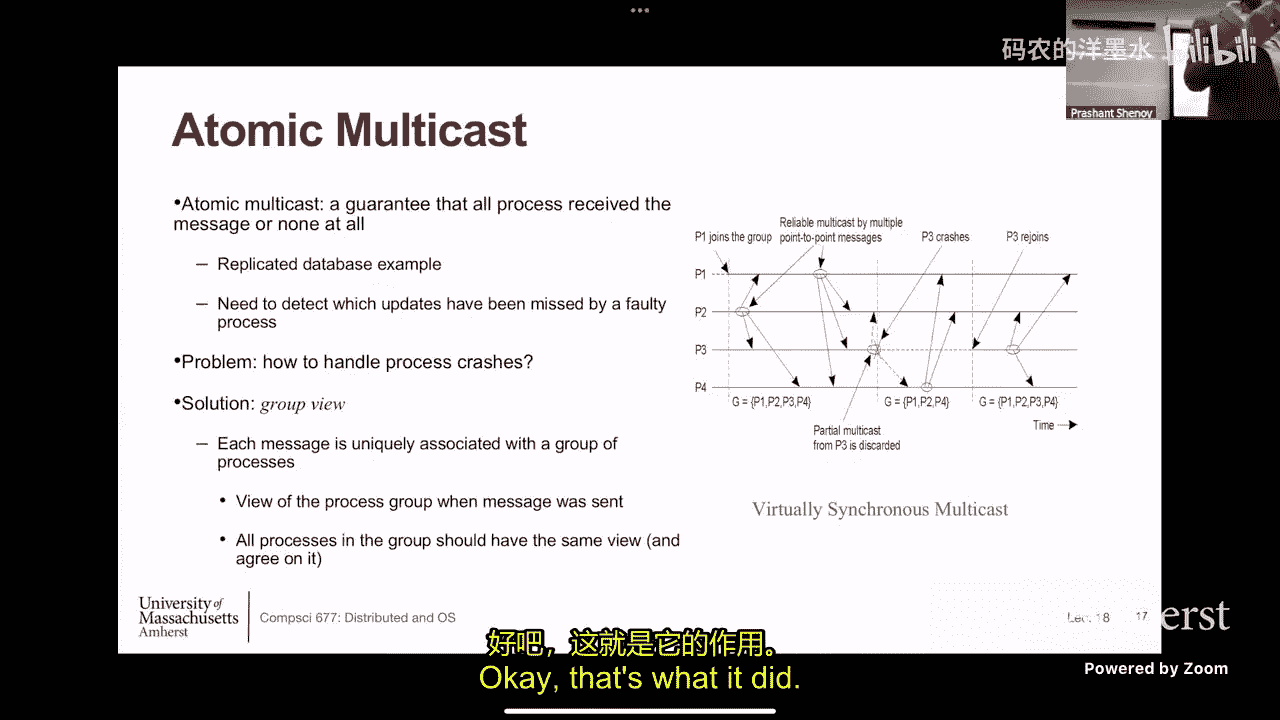 码农的洋墨水
bilibili
Prashant Shenoy
Atomic Multicast
•Atomic multicast: a guarantee that all process received the
message or none at all
– Replicated database example
– Need to detect which updates have been missed by a faulty
process
•Problem: how to handle process crashes?
•Solution: group view
– Each message is uniquely associated with a group of
processes
• View of the process group when message was sent
• All processes in the group should have the same view (and
agree on it)
Reliable multicast by multiple
P1 joins the group point-to-point messages P3 crashes P3 rejoins
P1
P2
P3
P4
G = {P1,P2,P3,P4} G = {P1,P2,P4} G = {P1,P2,P3,P4}
Time
Partial multicast
from P3 is discarded
Virtually Synchronous Multicast
University of
Massachusetts
Amherst
Compsci 677: Distributed and OS
18
17
erst
好吧，这就是它的作用。
Okay, that's what it did.
Powered by Zoom